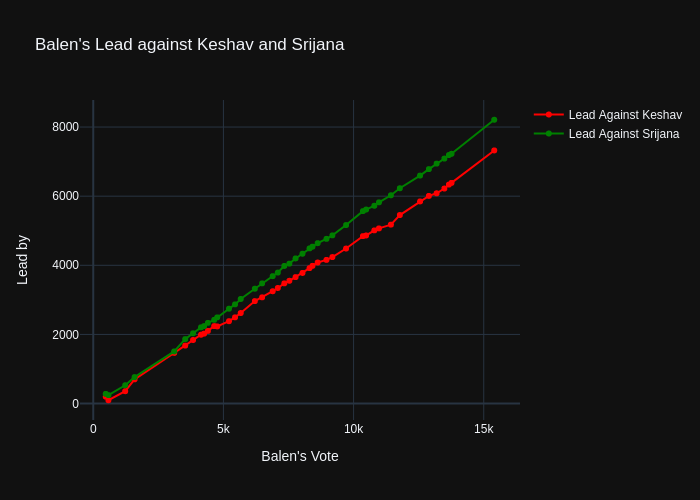 Balen's Lead against Keshav and Srijana
Lead Against Keshav
Lead Against Srijana
Lead by
8000
6000
4000
2000
0
0 5k 10k 15k
Balen's Vote